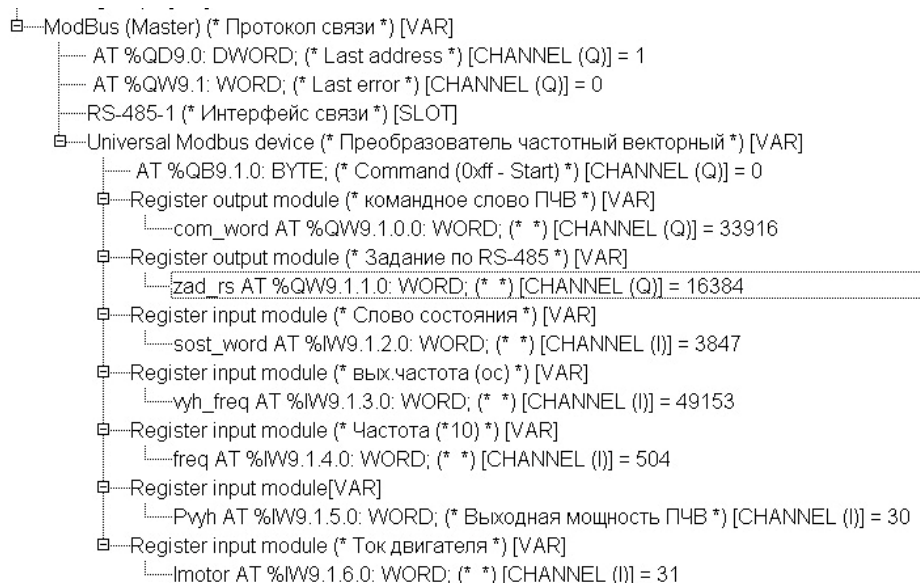 ModBus (Master) (* Протокол связи *) [VAR]
AT %QD9.0: DWORD; (* Last address *) [CHANNEL (Q)] = 1
AT %QW9.1: WORD; (* Last error *) [CHANNEL (Q)] = 0
RS-485-1 (* Интерфейс связи *) [SLOT]
Universal Modbus device (* Преобразователь частотный векторный *) [VAR]
AT %QB9.1.0: BYTE; (* Command (0xff - Start) *) [CHANNEL (Q)] = 0
Register output module (* командное слово ПЧВ *) [VAR]
com_word AT %QW9.1.0.0: WORD; (* *) [CHANNEL (Q)] = 33916
Register output module (* Задание по RS-485 *) [VAR]
zad_rs AT %QW9.1.1.0: WORD; (* *) [CHANNEL (Q)] = 16384
Register input module (* Слово состояния *) [VAR]
sost_word AT %IW9.1.2.0: WORD; (* *) [CHANNEL (I)] = 3847
Register input module (* вых.частота (ос) *) [VAR]
vyh_freq AT %IW9.1.3.0: WORD; (* *) [CHANNEL (I)] = 49153
Register input module (* Частота (*10) *) [VAR]
freq AT %IW9.1.4.0: WORD; (* *) [CHANNEL (I)] = 504
Register input module[VAR]
Pvyh AT %IW9.1.5.0: WORD; (* Выходная мощность ПЧВ *) [CHANNEL (I)] = 30
Register input module (* Ток двигателя *) [VAR]
Imotor AT %IW9.1.6.0: WORD; (* *) [CHANNEL (I)] = 31